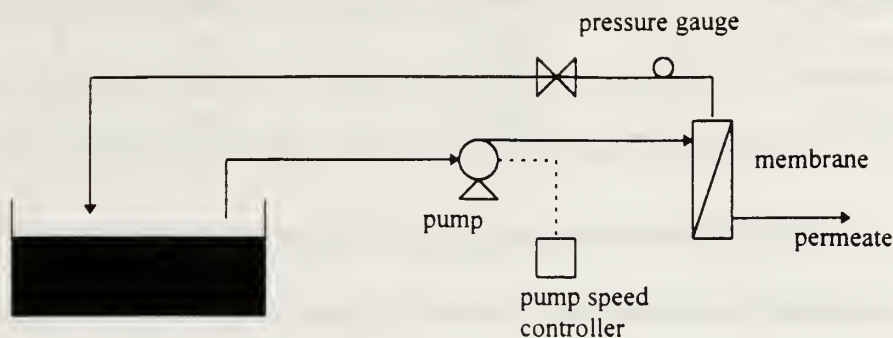 pressure gauge
membrane
pump
permeate
pump speed
controller